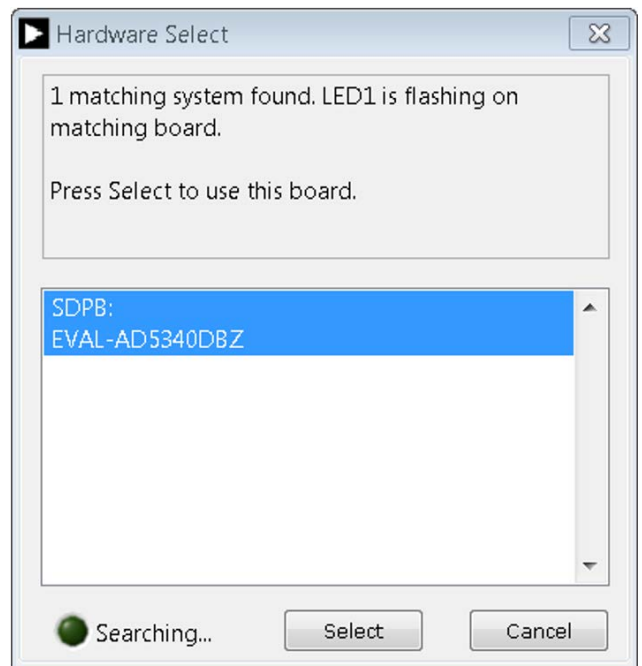 Hardware Select
1 matching system found. LED1 is flashing on
matching board.
Press Select to use this board.
SDPB:
EVAL-AD5340DBZ
Searching...
Select
Cancel